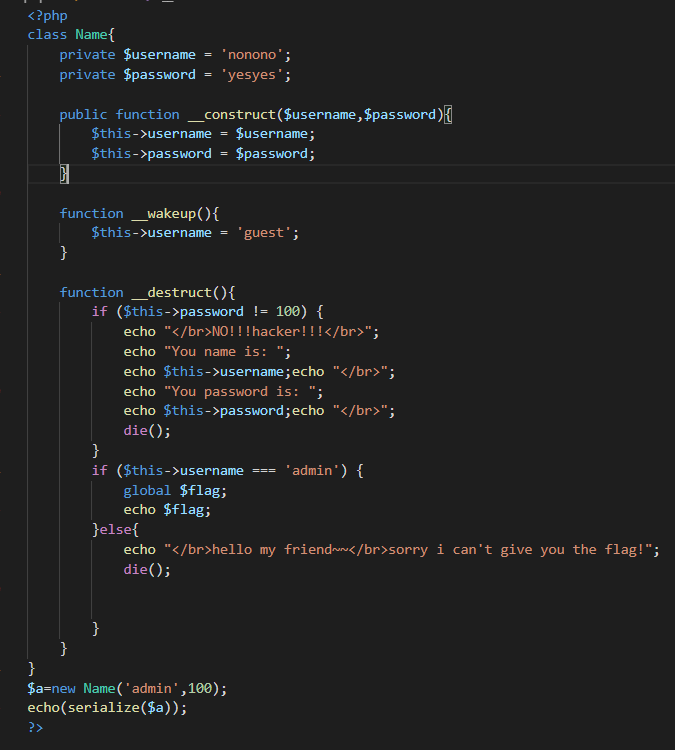 <?php
class Name{
    private $username = 'nonono';
    private $password = 'yesyes';
    public function __construct($username,$password){
        $this->username = $username;
        $this->password = $password;
    }
    function __wakeup(){
        $this->username = 'guest';
    }
    function __destruct(){
        if ($this->password != 100) {
            echo "</br>NO!!!hacker!!!</br>";
            echo "You name is: ";
            echo $this->username;echo "</br>";
            echo "You password is: ";
            echo $this->password;echo "</br>";
            die();
        }
        if ($this->username === 'admin') {
            global $flag;
            echo $flag;
        }else{
            echo "</br>hello my friend~~</br>sorry i can't give you the flag!";
            die();
        }
    }
}
$a=new Name('admin',100);
echo(serialize($a));
?>